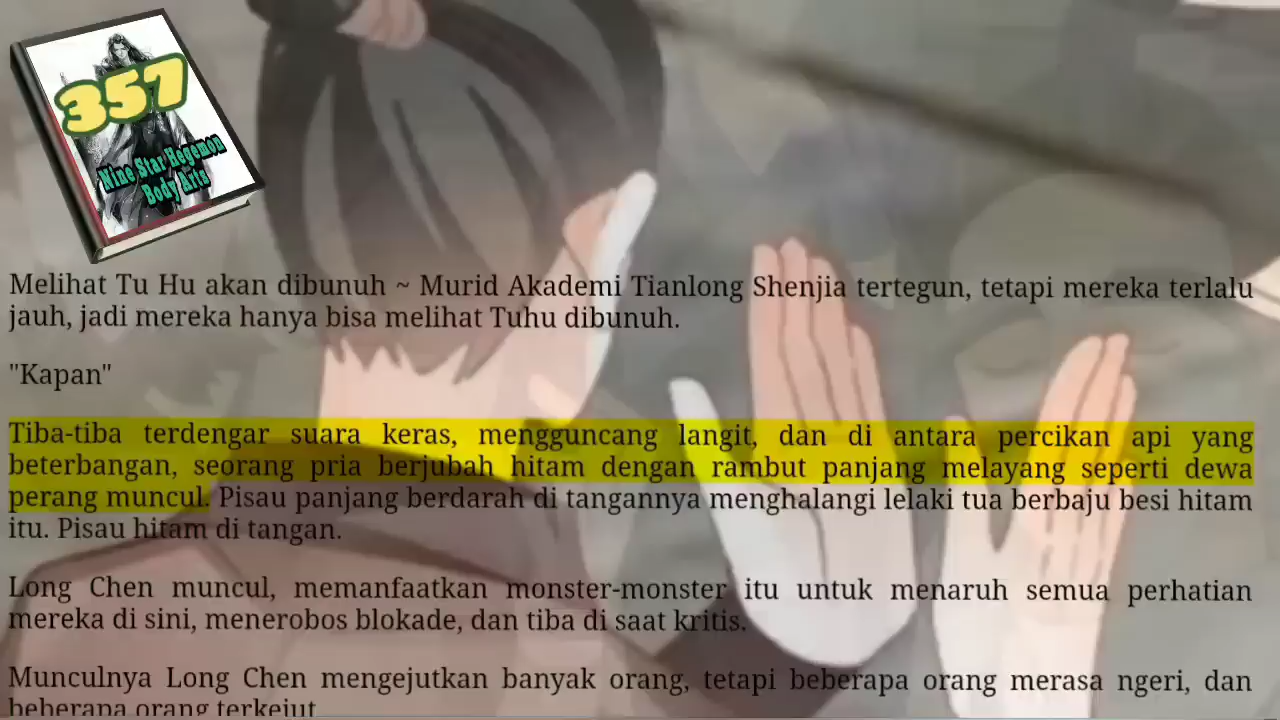 357
Nine Star Hegemon
Body Arts
Melihat Tu Hu akan dibunuh ~ Murid Akademi Tianlong Shenjia tertegun, tetapi mereka terlalu
jauh, jadi mereka hanya bisa melihat Tuhu dibunuh.
"Kapan"
Tiba-tiba terdengar suara keras, mengguncang langit, dan di antara percikan api yang
beterbangan, seorang pria berjubah hitam dengan rambut panjang melayang seperti dewa
perang muncul. Pisau panjang berdarah di tangannya menghalangi lelaki tua berbaju besi hitam
itu. Pisau hitam di tangan.
Long Chen muncul, memanfaatkan monster-monster itu untuk menaruh semua perhatian
mereka di sini, menerobos blokade, dan tiba di saat kritis.
Munculnya Long Chen mengejutkan banyak orang, tetapi beberapa orang merasa ngeri, dan
beberapa orang terkejut